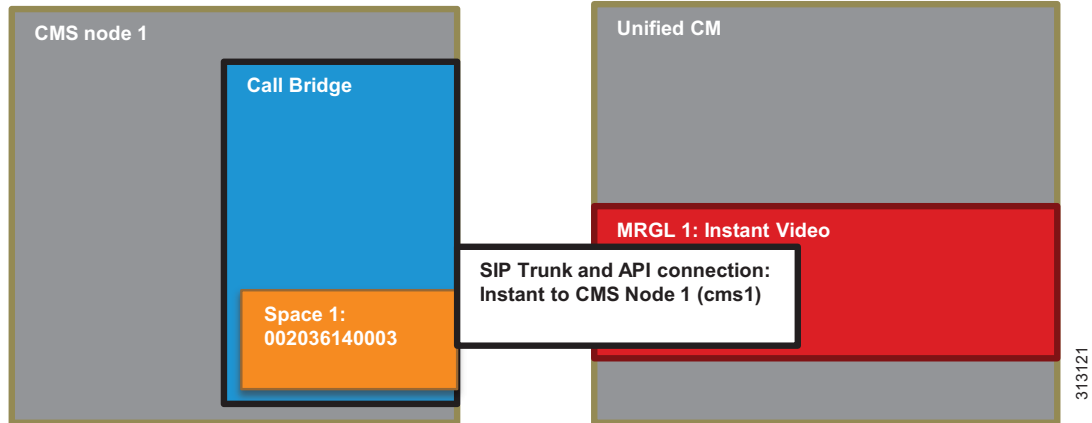 CMS node 1
Unified CM
Call Bridge
MRGL 1: Instant Video
SIP Trunk and API connection:
Instant to CMS Node 1 (cms1)
Space 1:
002036140003
313121